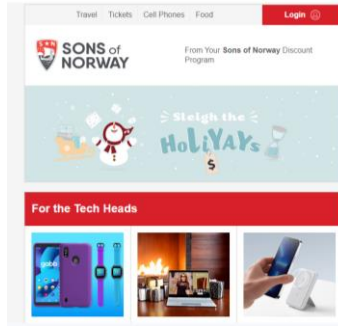 Travel Tickets Cell Phones Food
Login
SONS of
NORWAY
From Your Sons of Norway Discount
Program
Sleigh the
HoLiYAYs
$
For the Tech Heads
gabb